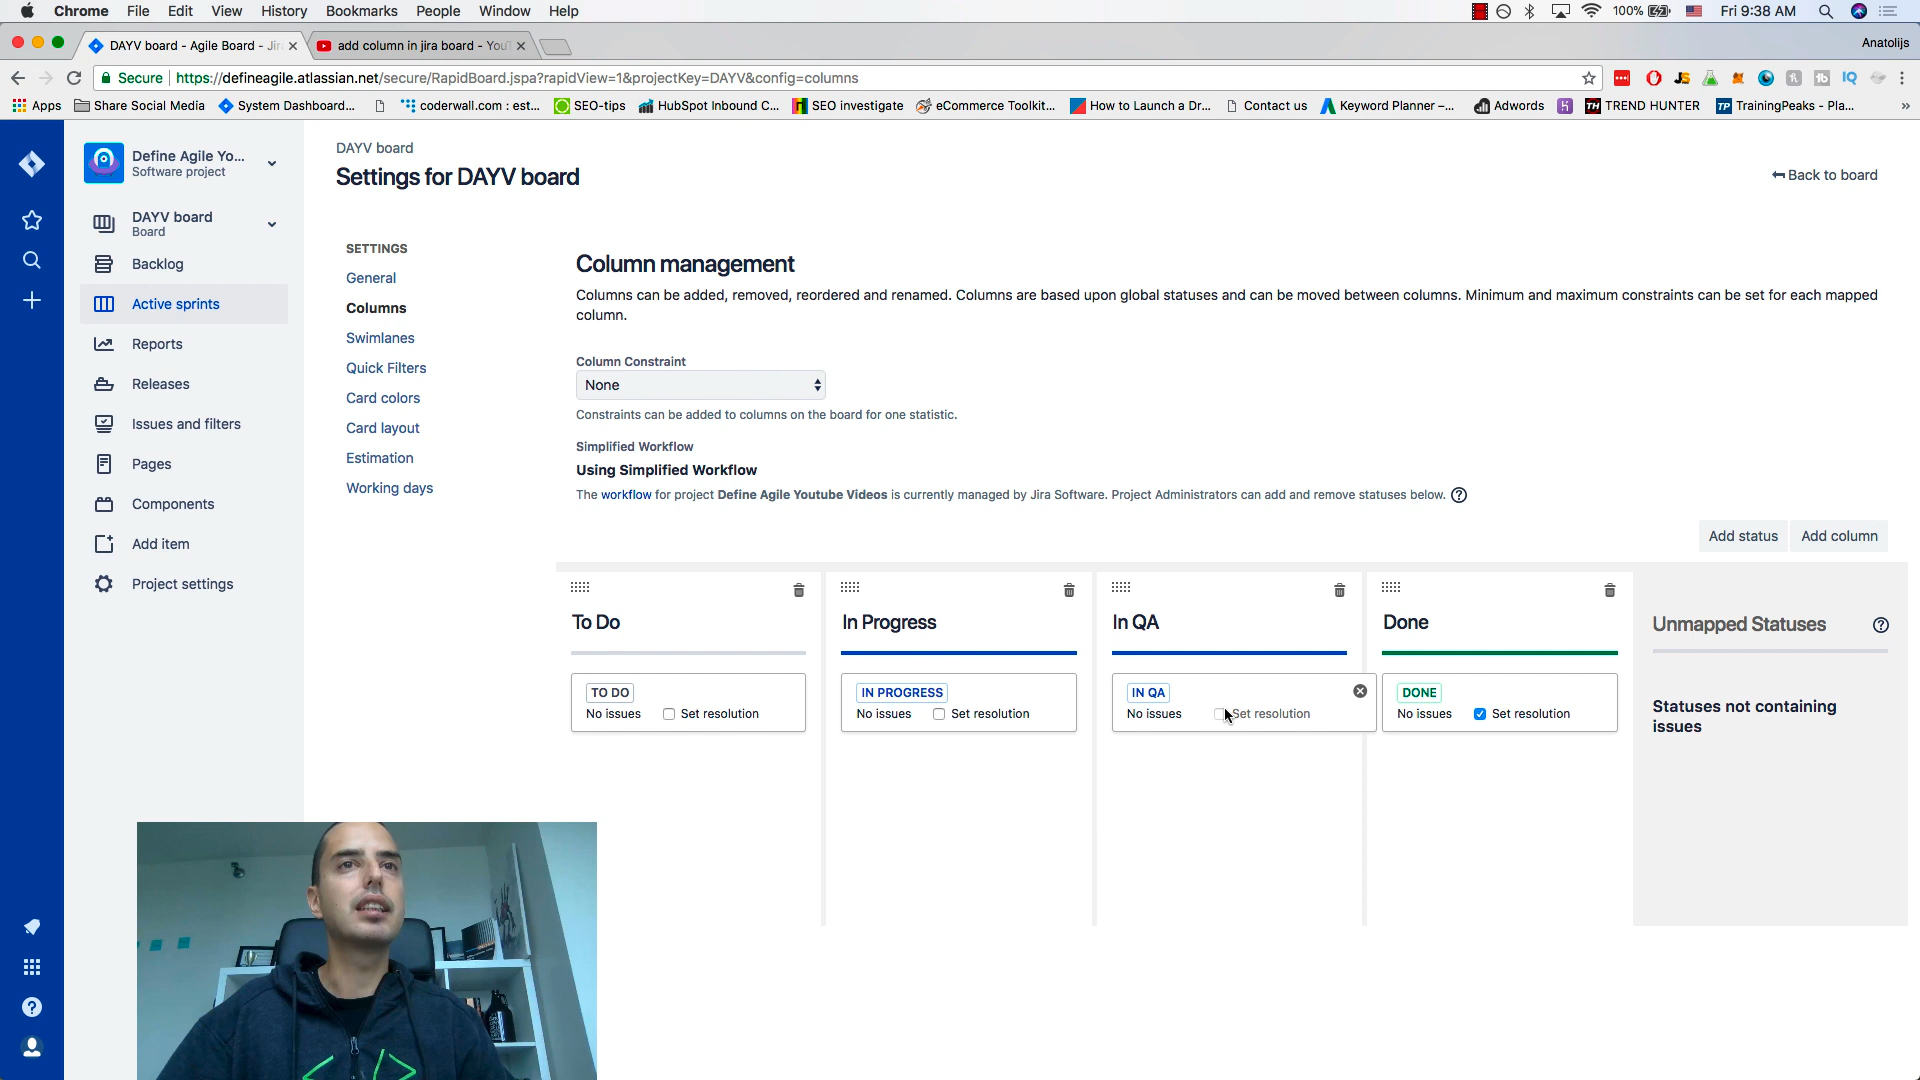 Chrome File Edit View History Bookmarks People Window Help 100% Fri 9:38 AM
DAYV board - Agile Board - Jir add column in jira board - YouT Anatolijs
Secure https://defineagile.atlassian.net/secure/RapidBoard.jspa?rapidView=1&projectKey=DAYV&config=columns
Apps Share Social Media System Dashboard... coderwall.com : est... SEO-tips HubSpot Inbound C... SEO investigate eCommerce Toolkit... How to Launch a Dr... Contact us Keyword Planner –... Adwords TH TREND HUNTER TP TrainingPeaks - Pla... »
Define Agile Yo...
Software project
DAYV board
Board
Backlog
Active sprints
Reports
Releases
Issues and filters
Pages
Components
Add item
Project settings
DAYV board
Settings for DAYV board
Back to board
SETTINGS
General
Columns
Swimlanes
Quick Filters
Card colors
Card layout
Estimation
Working days
Column management
Columns can be added, removed, reordered and renamed. Columns are based upon global statuses and can be moved between columns. Minimum and maximum constraints can be set for each mapped
column.
Column Constraint
None
Constraints can be added to columns on the board for one statistic.
Simplified Workflow
Using Simplified Workflow
The workflow for project Define Agile Youtube Videos is currently managed by Jira Software. Project Administrators can add and remove statuses below.
Add status Add column
To Do
TO DO
No issues Set resolution
In Progress
IN PROGRESS
No issues Set resolution
In QA
IN QA
No issues Set resolution
Done
DONE
No issues Set resolution
Unmapped Statuses
Statuses not containing
issues